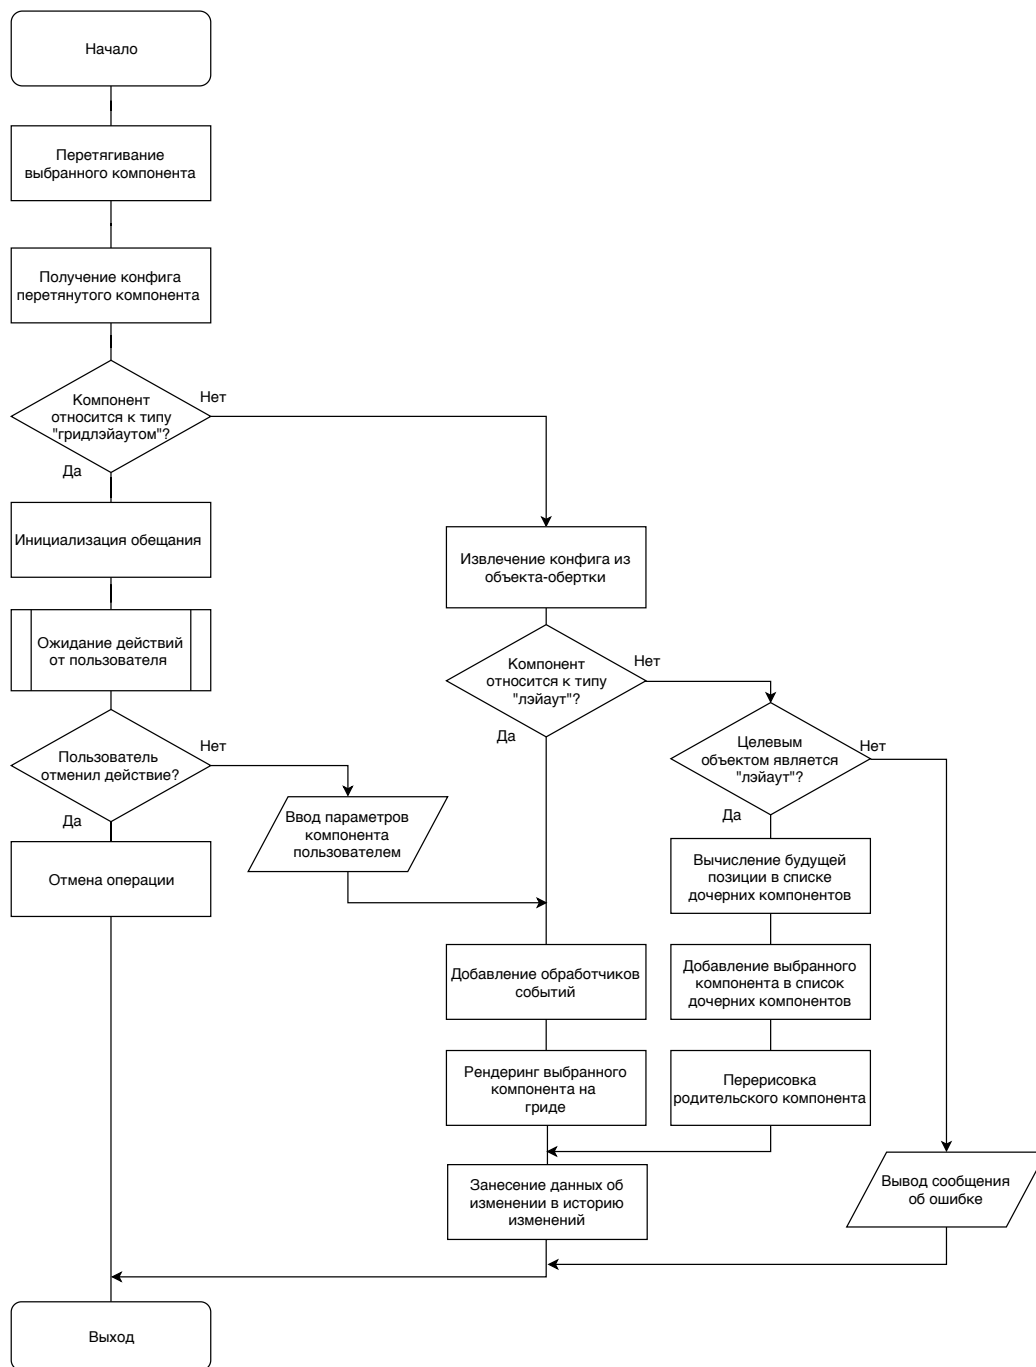 Начало
Перетягивание
выбранного компонента
Получение конфига
перетянутого компонента
Компонент
относится к типу
"гридлэйаутом"?
Нет
Да
Инициализация обещания
Ожидание действий
от пользователя
Пользователь
отменил действие?
Нет
Да
Отмена операции
Ввод параметров
компонента
пользователем
Извлечение конфига из
объекта-обертки
Компонент
относится к типу
"лэйаут"?
Нет
Да
Целевым
объектом является
"лэйаут"?
Нет
Да
Вычисление будущей
позиции в списке
дочерних компонентов
Добавление выбранного
компонента в список
дочерних компонентов
Перерисовка
родительского компонента
Добавление обработчиков
событий
Рендеринг выбранного
компонента на
гриде
Занесение данных об
изменении в историю
изменений
Вывод сообщения
об ошибке
Выход